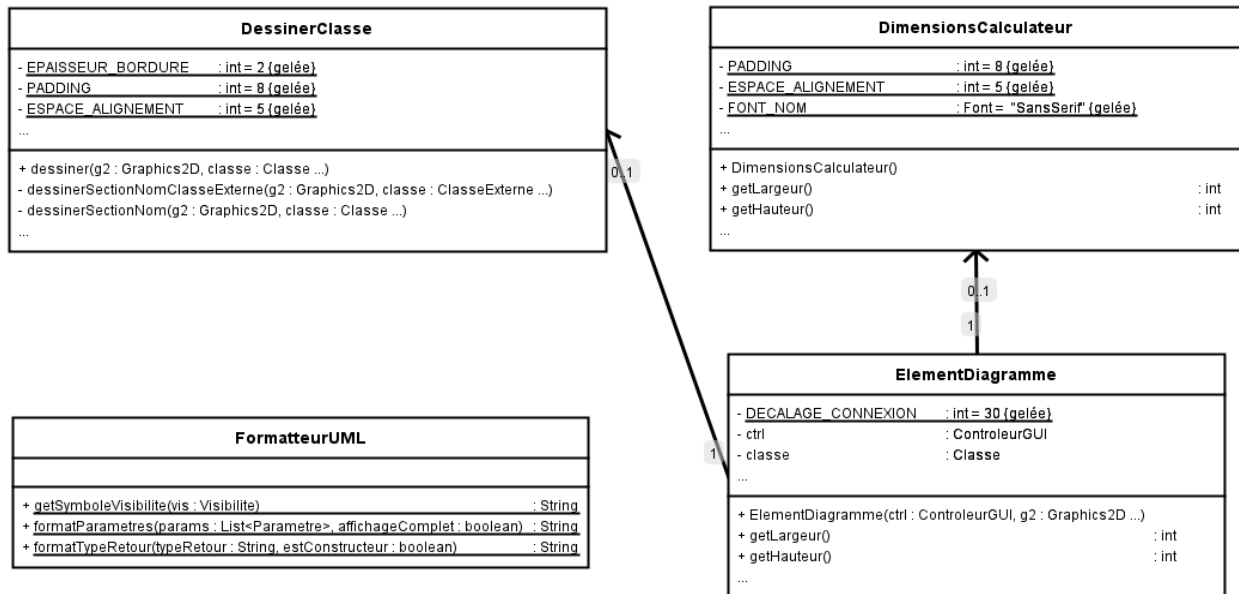 DessinerClasse
- EPAISSEUR_BORDURE : int = 2 {gelée}
- PADDING : int = 8 {gelée}
- ESPACE_ALIGNEMENT : int = 5 {gelée}
...
+ dessiner(g2 : Graphics2D, classe : Classe ...)
- dessinerSectionNomClasseExterne(g2 : Graphics2D, classe : ClasseExterne ...)
- dessinerSectionNom(g2 : Graphics2D, classe : Classe ...)
...
DimensionsCalculateur
- PADDING : int = 8 {gelée}
- ESPACE_ALIGNEMENT : int = 5 {gelée}
- FONT_NOM : Font = "SansSerif" {gelée}
...
+ DimensionsCalculateur()
+ getLargeur() : int
+ getHauteur() : int
...
0..1
0..1
1
1
FormatteurUML
+ getSymboleVisibilite(vis : Visibilite) : String
+ formatParametres(params : List<Parametre>, affichageComplet : boolean) : String
+ formatTypeRetour(typeRetour : String, estConstructeur : boolean) : String
ElementDiagramme
- DECALAGE_CONNEXION : int = 30 {gelée}
- ctrl : ControleurGUI
- classe : Classe
...
+ ElementDiagramme(ctrl : ControleurGUI, g2 : Graphics2D ...)
+ getLargeur() : int
+ getHauteur() : int
...